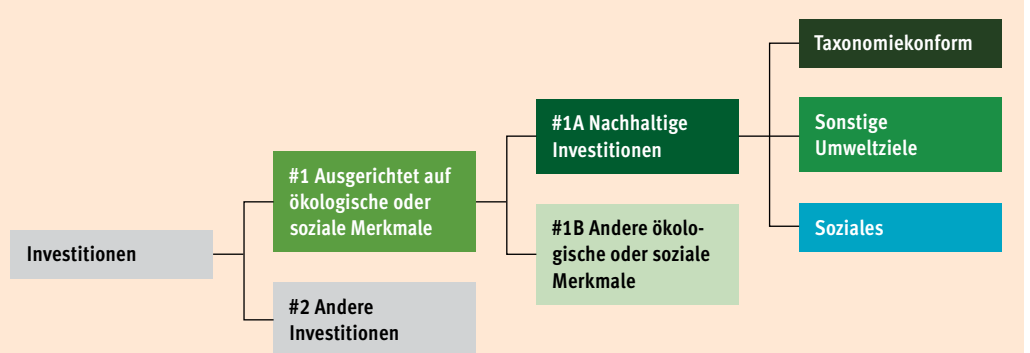 Investitionen
#1 Ausgerichtet auf
ökologische oder
soziale Merkmale
#2 Andere
Investitionen
#1A Nachhaltige
Investitionen
#1B Andere ökolo-
gische oder soziale
Merkmale
Taxonomiekonform
Sonstige
Umweltziele
Soziales